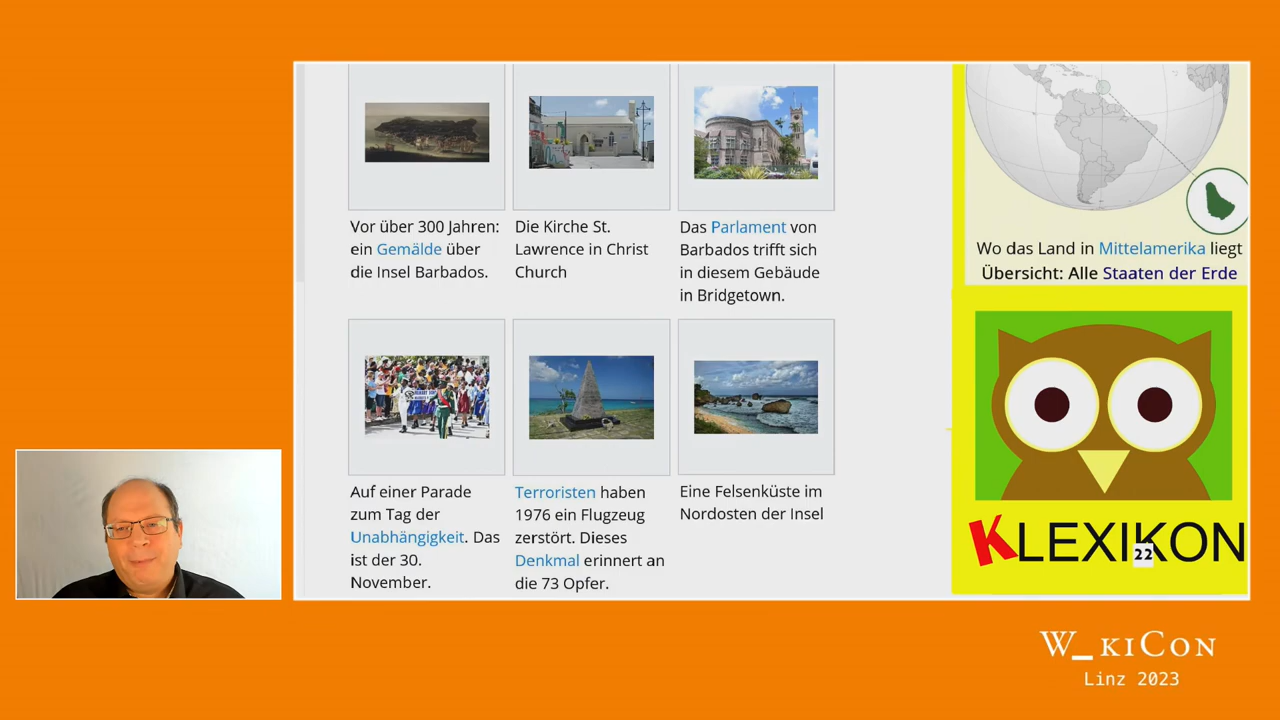 Vor über 300 Jahren:
ein Gemälde über
die Insel Barbados.
Die Kirche St.
Lawrence in Christ
Church
Das Parlament von
Barbados trifft sich
in diesem Gebäude
in Bridgetown.
Auf einer Parade
zum Tag der
Unabhängigkeit. Das
ist der 30.
November.
Terroristen haben
1976 ein Flugzeug
zerstört. Dieses
Denkmal erinnert an
die 73 Opfer.
Eine Felsenküste im
Nordosten der Insel
Wo das Land in Mittelamerika liegt
Übersicht: Alle Staaten der Erde
KLEXIKON
22
W_KICON
Linz 2023